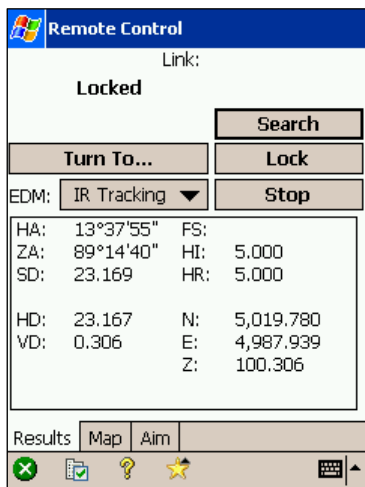 Remote Control
Link:
Locked
Search
Turn To... Lock
EDM: IR Tracking Stop
HA: 13°37'55" FS:
ZA: 89°14'40" HI: 5.000
SD: 23.169 HR: 5.000
HD: 23.167 N: 5,019.780
VD: 0.306 E: 4,987.939
Z: 100.306
Results Map Aim